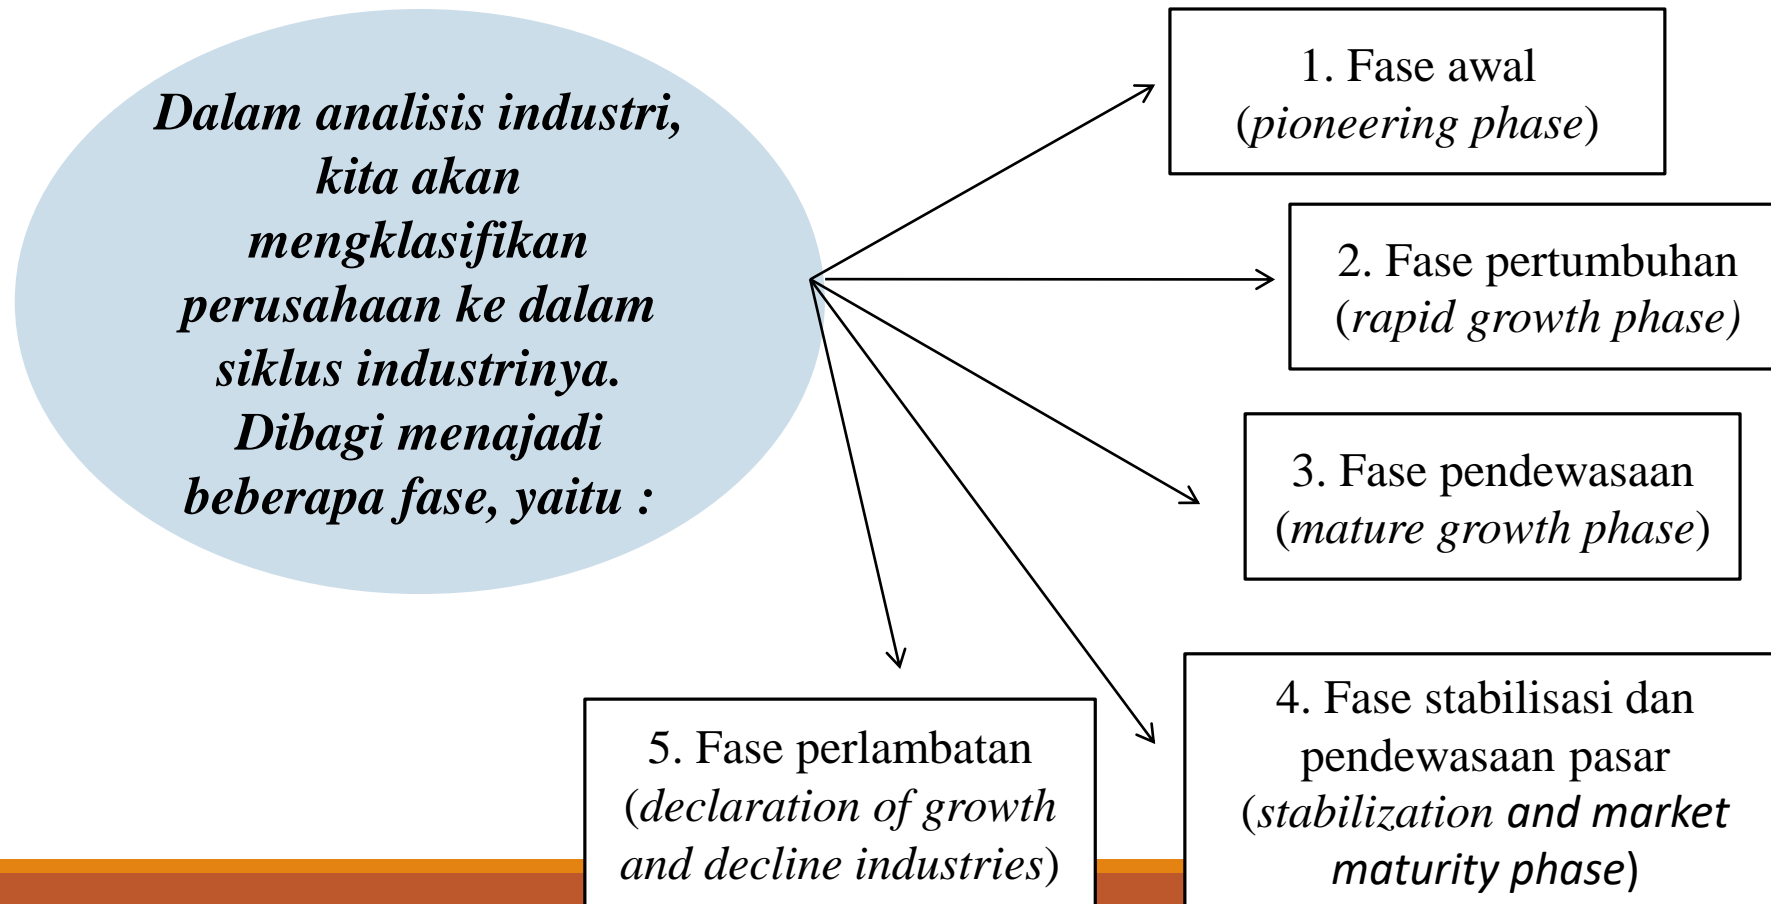 Dalam analisis industri,
kita akan
mengklasifikan
perusahaan ke dalam
siklus industrinya.
Dibagi menajadi
beberapa fase, yaitu :
1. Fase awal
(pioneering phase)
2. Fase pertumbuhan
(rapid growth phase)
3. Fase pendewasaan
(mature growth phase)
4. Fase stabilisasi dan
pendewasaan pasar
(stabilization and market
maturity phase)
5. Fase perlambatan
(declaration of growth
and decline industries)